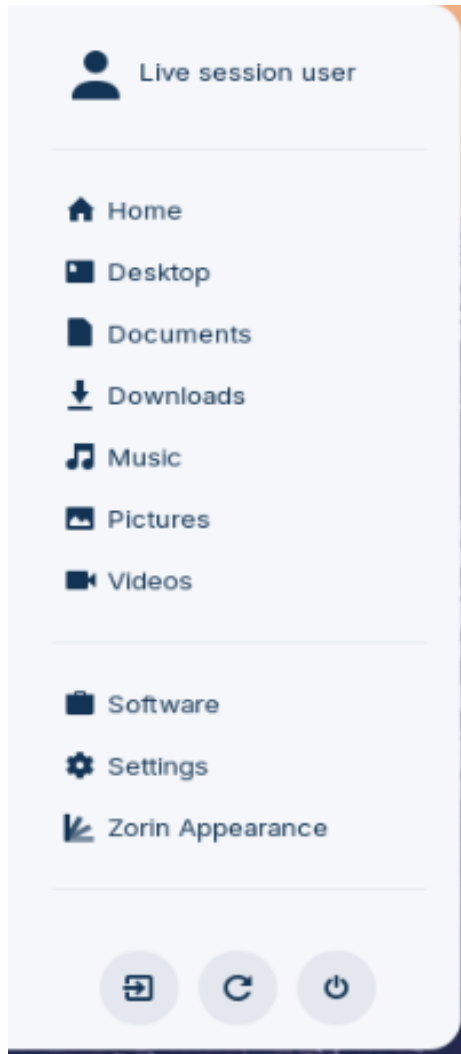 Live session user
Home
Desktop
Documents
Downloads
Music
Pictures
Videos
Software
Settings
Zorin Appearance